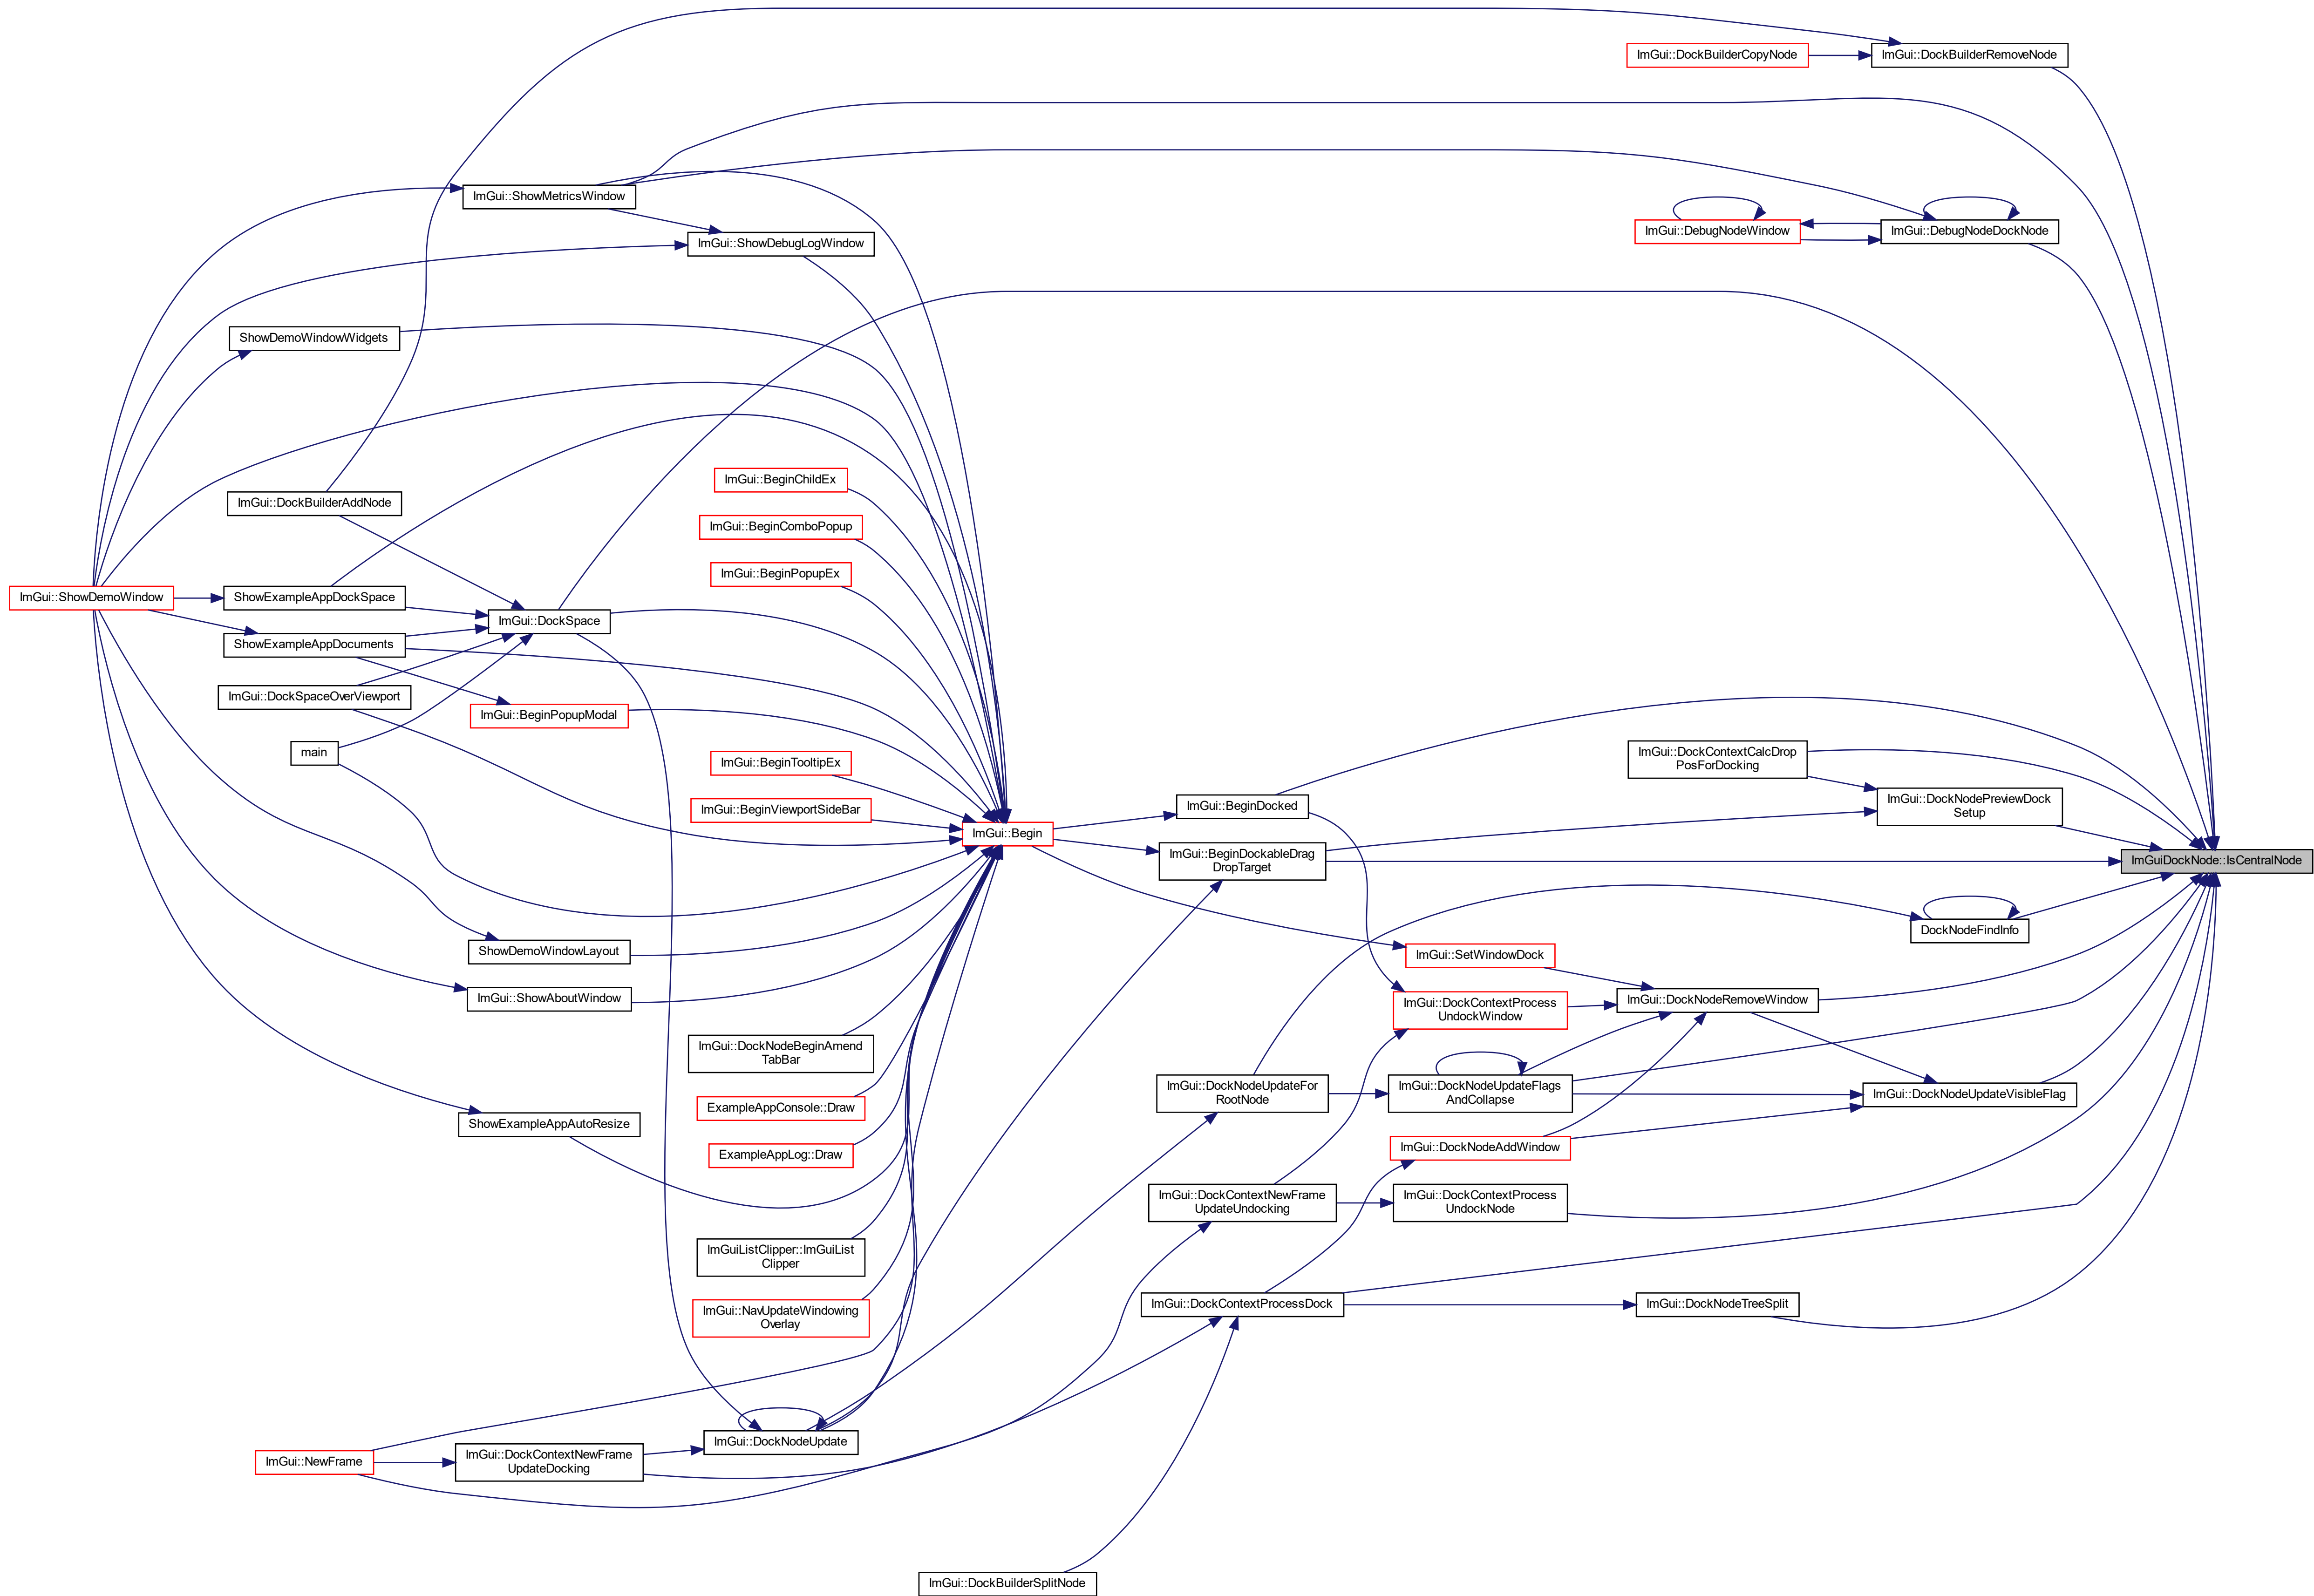 ImGui::DockBuilderCopyNode
ImGui::DockBuilderRemoveNode
ImGui::ShowMetricsWindow
ImGui::DebugNodeWindow
ImGui::DebugNodeDockNode
ImGui::ShowDebugLogWindow
ShowDemoWindowWidgets
ImGui::BeginChildEx
ImGui::DockBuilderAddNode
ImGui::BeginComboPopup
ImGui::BeginPopupEx
ImGui::ShowDemoWindow
ShowExampleAppDockSpace
ImGui::DockSpace
ShowExampleAppDocuments
ImGui::DockSpaceOverViewport
ImGui::BeginPopupModal
main
ImGui::BeginTooltipEx
ImGui::DockContextCalcDrop
PosForDocking
ImGui::BeginViewportSideBar
ImGui::BeginDocked
ImGui::DockNodePreviewDock
Setup
ImGui::Begin
ImGui::BeginDockableDrag
DropTarget
ImGuiDockNode::IsCentralNode
DockNodeFindInfo
ShowDemoWindowLayout
ImGui::SetWindowDock
ImGui::ShowAboutWindow
ImGui::DockContextProcess
UndockWindow
ImGui::DockNodeRemoveWindow
ImGui::DockNodeBeginAmend
TabBar
ImGui::DockNodeUpdateFor
RootNode
ImGui::DockNodeUpdateFlags
AndCollapse
ImGui::DockNodeUpdateVisibleFlag
ExampleAppConsole::Draw
ShowExampleAppAutoResize
ExampleAppLog::Draw
ImGui::DockNodeAddWindow
ImGui::DockContextNewFrame
UpdateUndocking
ImGui::DockContextProcess
UndockNode
ImGuiListClipper::ImGuiList
Clipper
ImGui::NavUpdateWindowing
Overlay
ImGui::DockContextProcessDock
ImGui::DockNodeTreeSplit
ImGui::DockNodeUpdate
ImGui::NewFrame
ImGui::DockContextNewFrame
UpdateDocking
ImGui::DockBuilderSplitNode